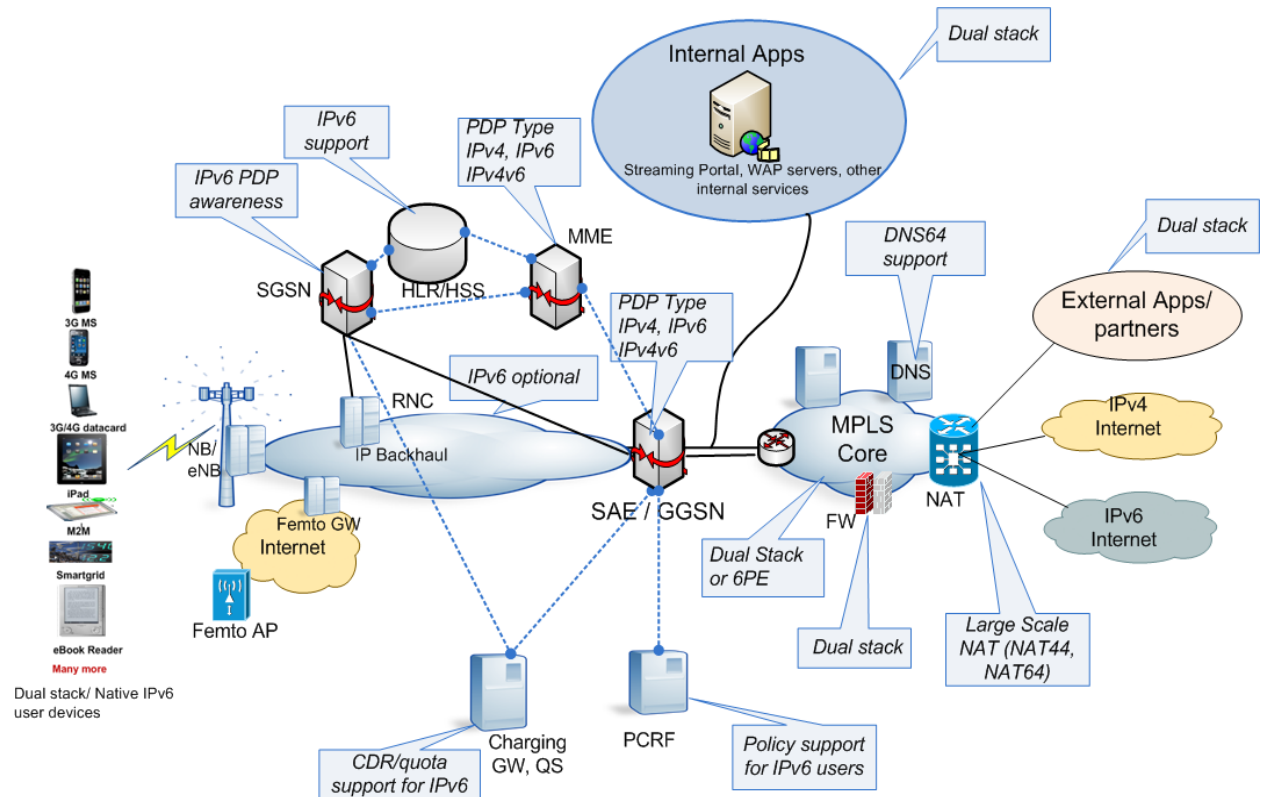 Internal Apps
Streaming Portal, WAP servers, other
internal services
Dual stack
IPv6
support
PDP Type
IPv4, IPv6
IPv4v6
IPv6 PDP
awareness
MME
SGSN
HLR/HSS
DNS64
support
Dual stack
External Apps/
partners
PDP Type
IPv4, IPv6
IPv4v6
3G MS
4G MS
3G/4G datacard
iPad
M2M
Smartgrid
eBook Reader
Many more
Dual stack/ Native IPv6
user devices
IPv6 optional
RNC
NB/
eNB
IP Backhaul
Femto GW
Internet
Femto AP
SAE / GGSN
DNS
MPLS
Core
NAT
FW
IPv4
Internet
IPv6
Internet
Dual Stack
or 6PE
Dual stack
Large Scale
NAT (NAT44,
NAT64)
Charging
GW, QS
CDR/quota
support for IPv6
PCRF
Policy support
for IPv6 users